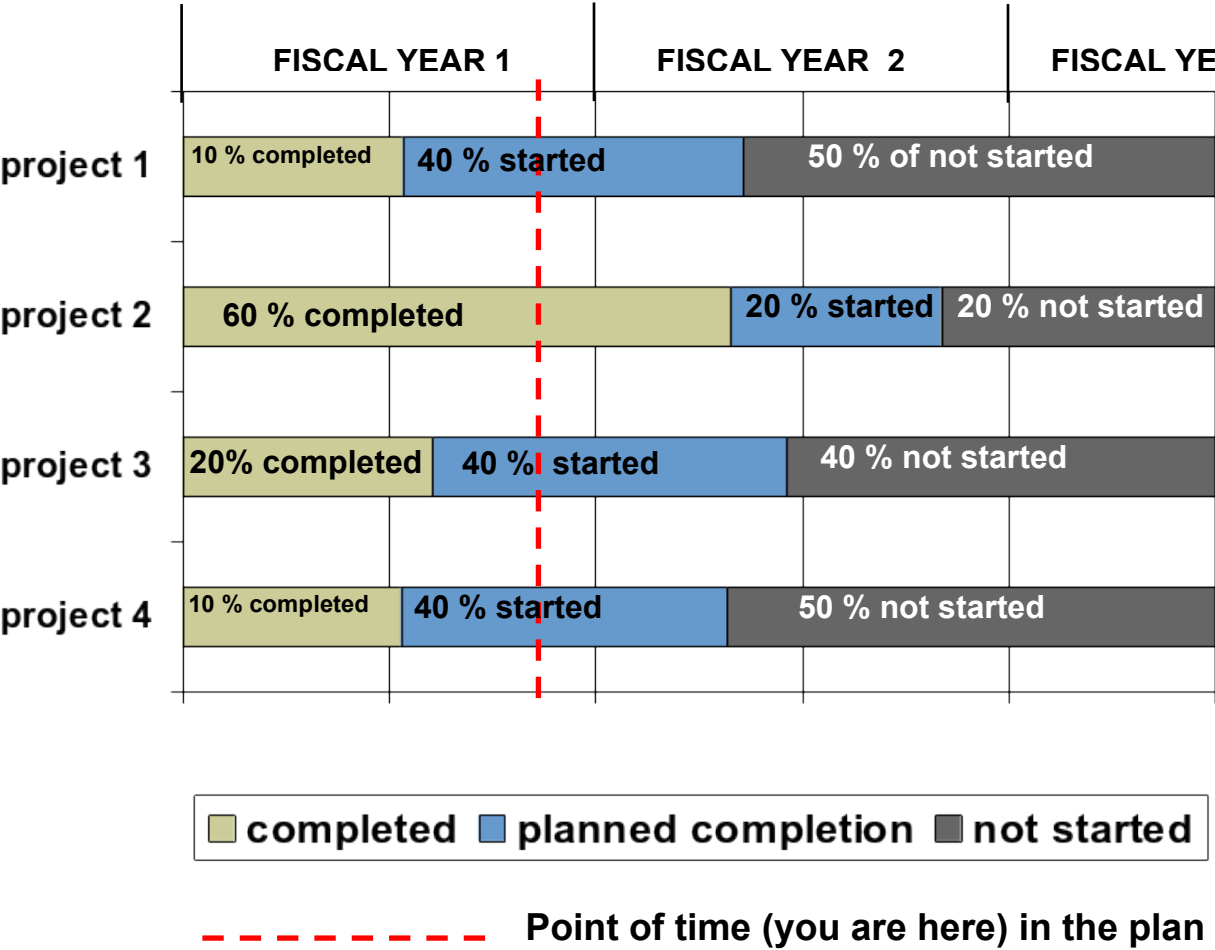 FISCAL YEAR 1 FISCAL YEAR 2 FISCAL YE
project 1 10 % completed 40 % started 50 % of not started
project 2 60 % completed 20 % started 20 % not started
project 3 20% completed 40 % started 40 % not started
project 4 10 % completed 40 % started 50 % not started
completed planned completion not started
Point of time (you are here) in the plan